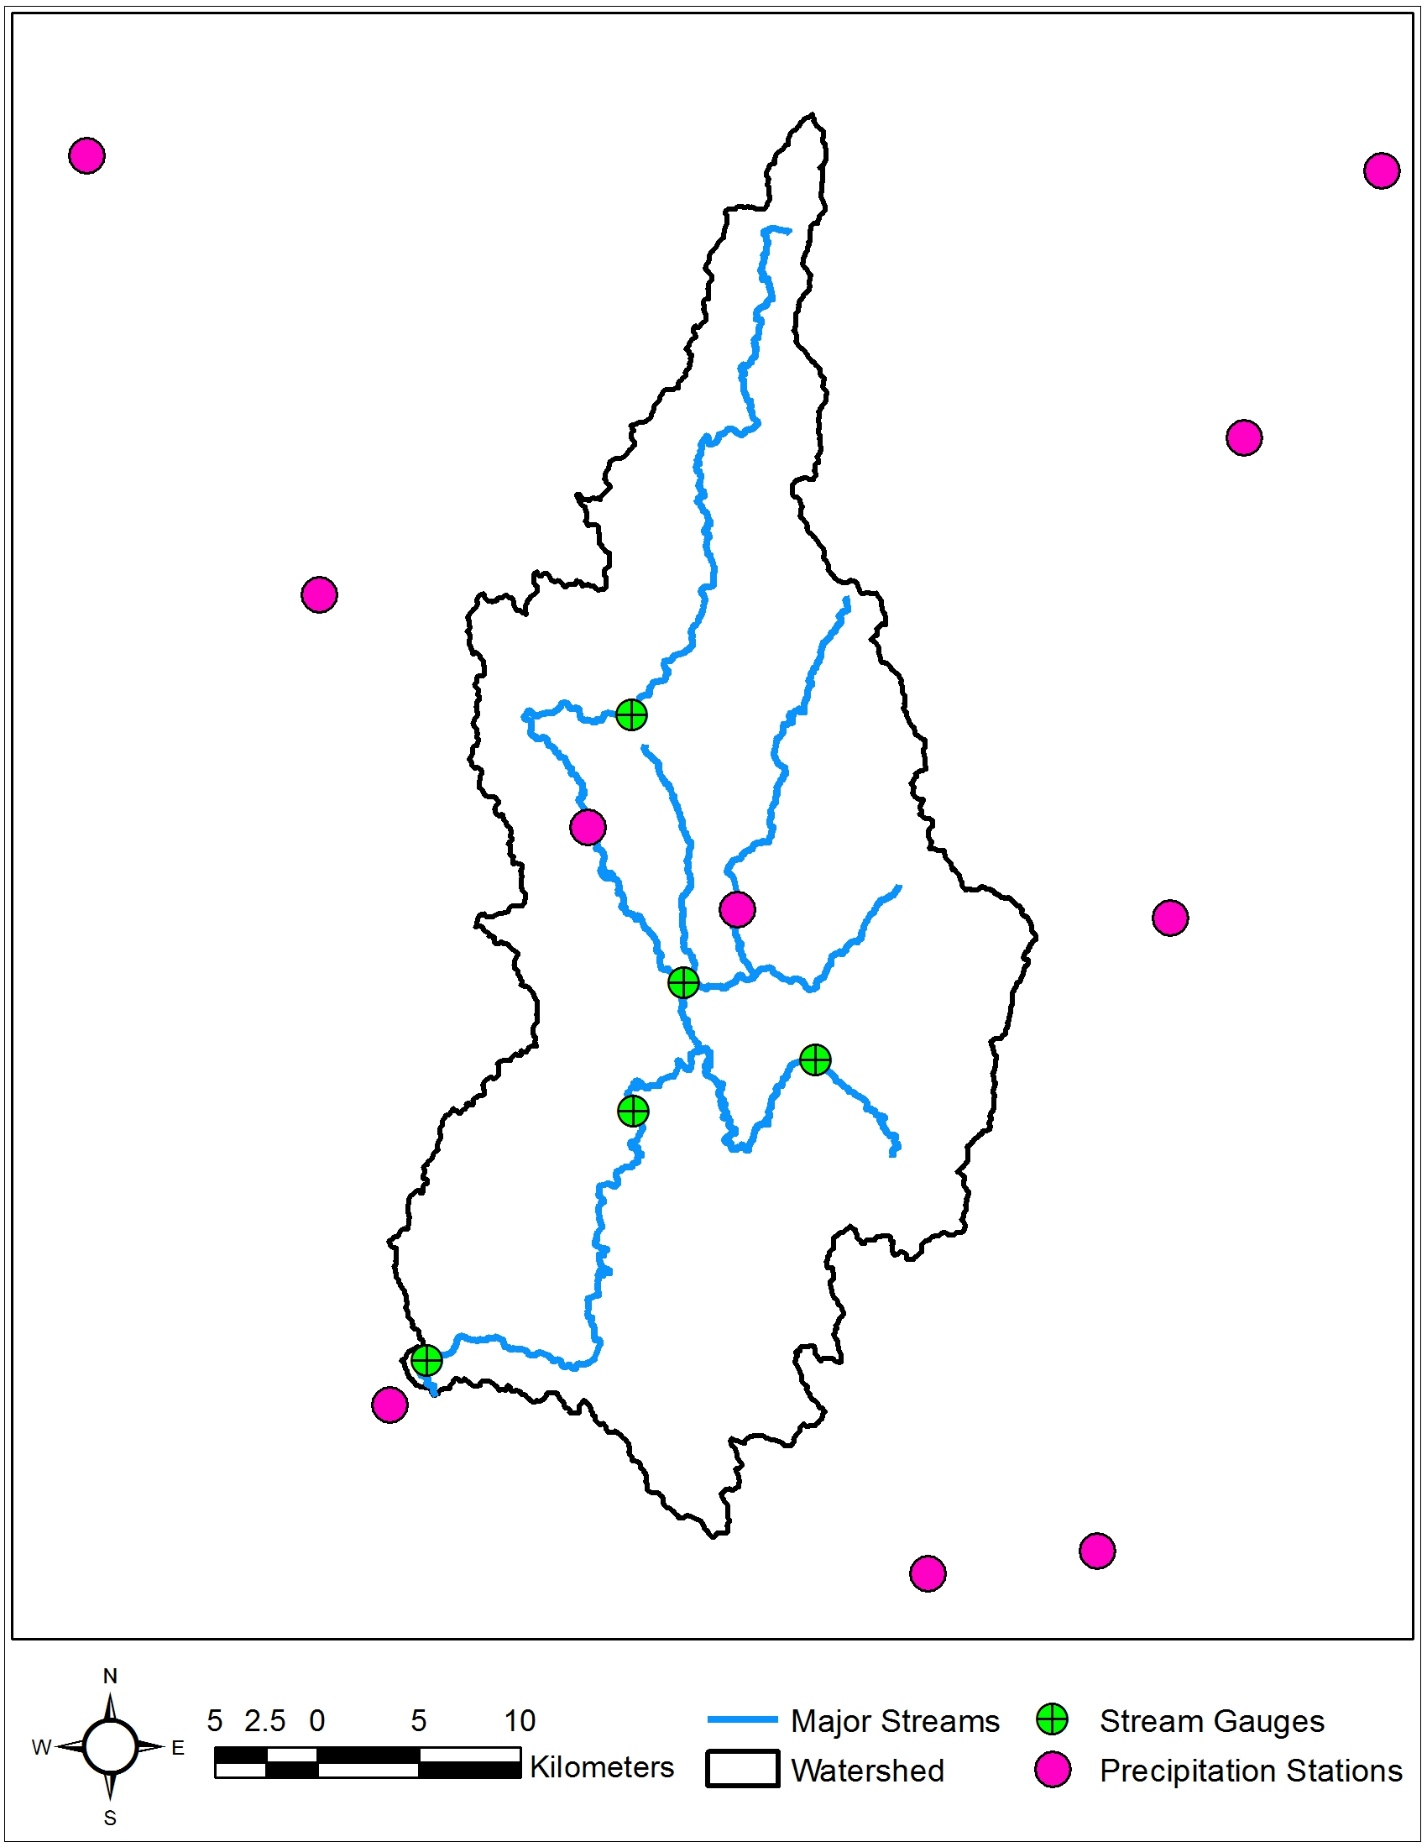 N
W E
S
5 2.5 0 5 10
Kilometers
Major Streams
Watershed
Stream Gauges
Precipitation Stations